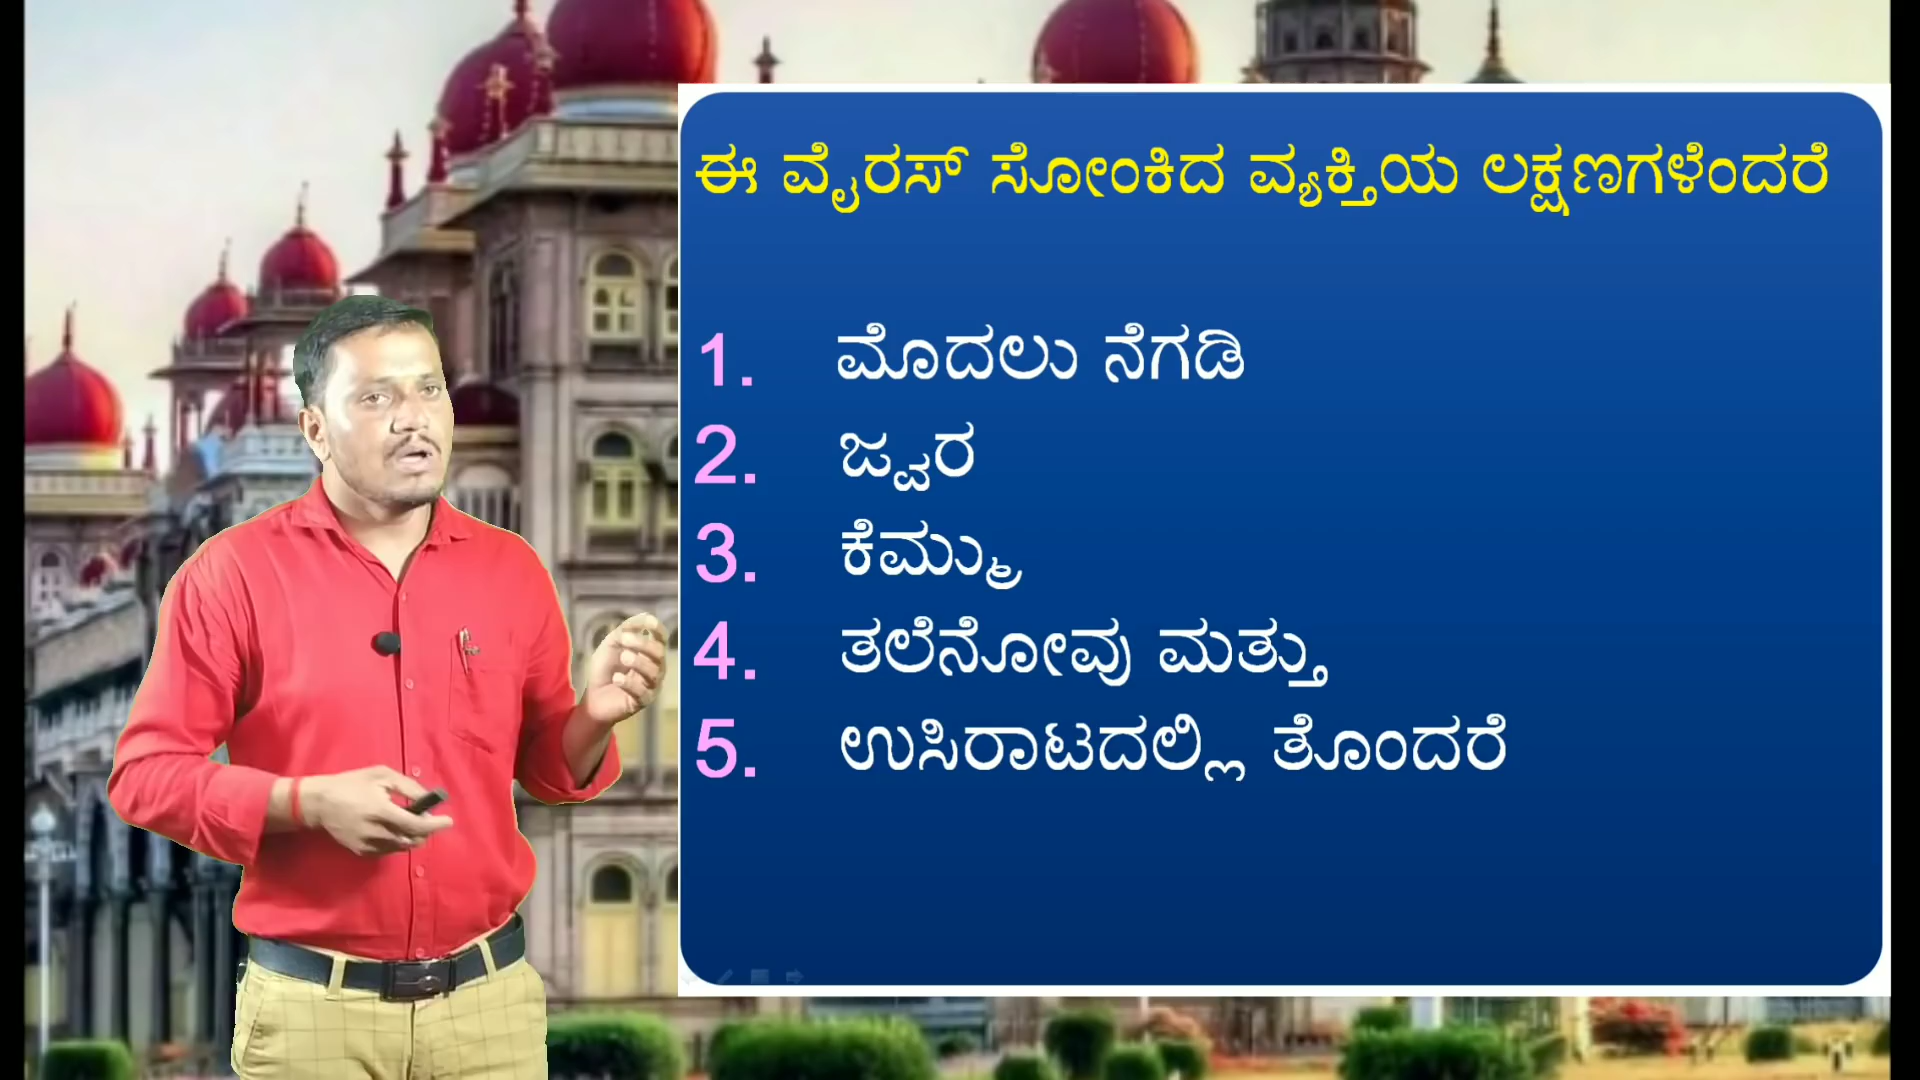 ಈ ವೈರಸ್ ಸೋಂಕಿದ ವ್ಯಕ್ತಿಯ ಲಕ್ಷಣಗಳೆಂದರೆ
1. ಮೊದಲು ನೆಗಡಿ
2. ಜ್ವರ
3. ಕೆಮ್ಮು
4. ತಲೆನೋವು ಮತ್ತು
5. ಉಸಿರಾಟದಲ್ಲಿ ತೊಂದರೆ